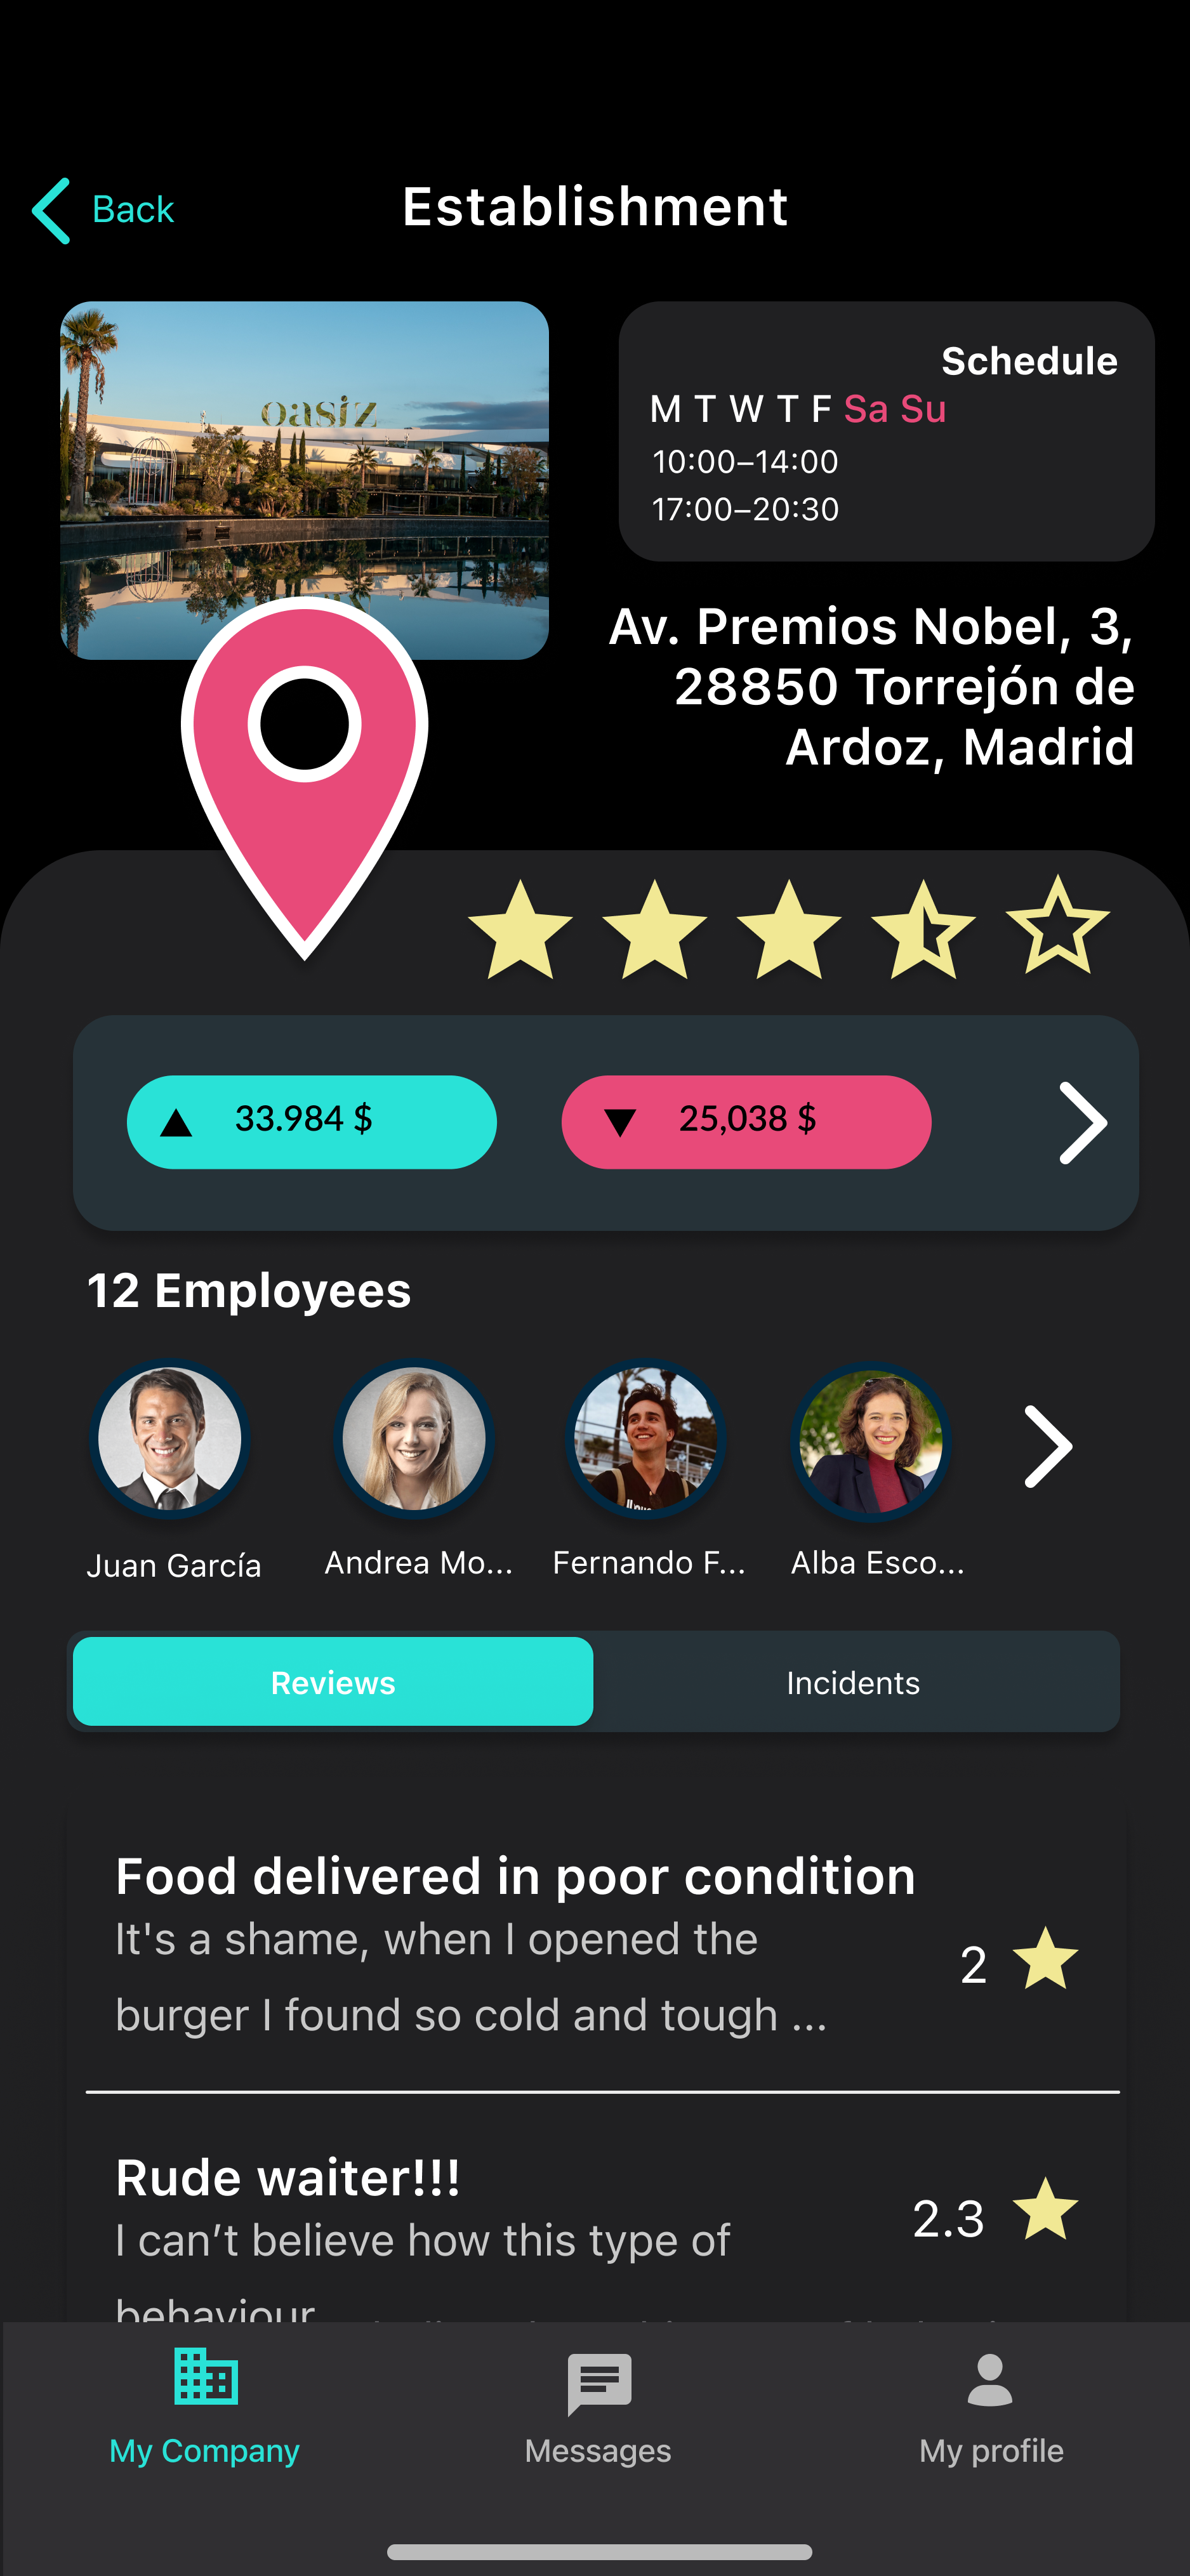 Back
Establishment
oasiz
Schedule
M T W T F Sa Su
10:00–14:00
17:00–20:30
Av. Premios Nobel, 3,
28850 Torrejón de
Ardoz, Madrid
33.984 $
25,038 $
12 Employees
Juan García
Andrea Mo...
Fernando F...
Alba Esco...
Reviews
Incidents
Food delivered in poor condition
It's a shame, when I opened the
burger I found so cold and tough ...
2
Rude waiter!!!
I can’t believe how this type of
behaviour
2.3
My Company
Messages
My profile